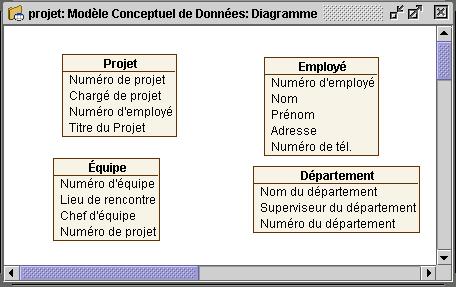 projet: Modèle Conceptuel de Données: Diagramme
Projet
Numéro de projet
Chargé de projet
Numéro d'employé
Titre du Projet
Employé
Numéro d'employé
Nom
Prénom
Adresse
Numéro de tél.
Équipe
Numéro d'équipe
Lieu de rencontre
Chef d'équipe
Numéro de projet
Département
Nom du département
Superviseur du département
Numéro du département